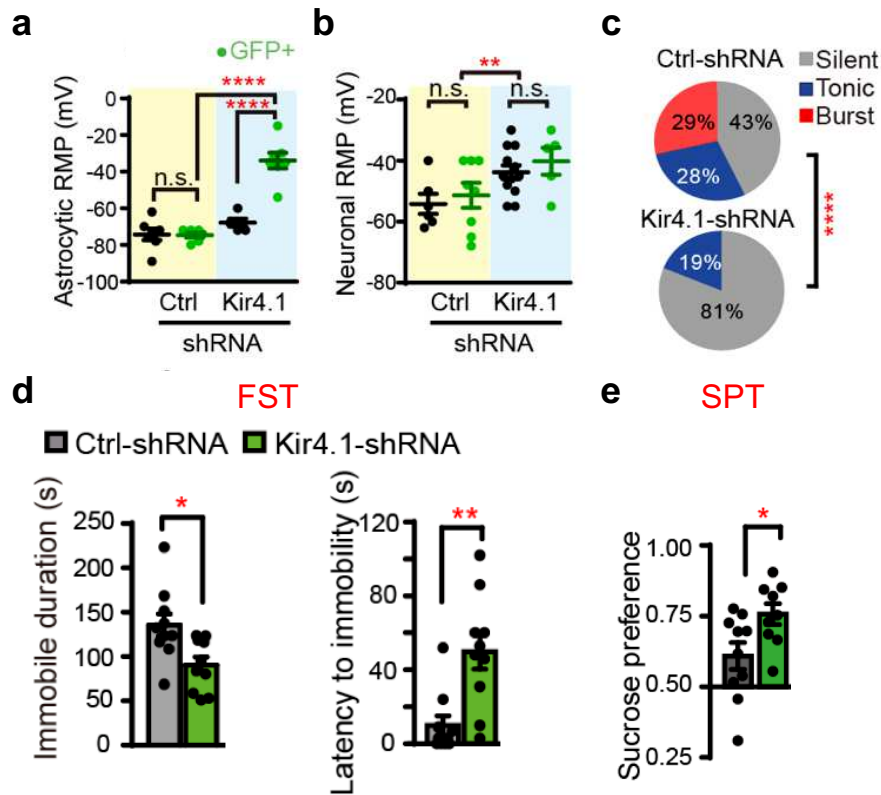 a
GFP+
****
****
n.s.
Astrocytic RMP (mV)
0
-20
-40
-60
-80
-100
Ctrl Kir4.1
shRNA
b
**
n.s. n.s.
Neuronal RMP (mV)
-20
-40
-60
-80
Ctrl Kir4.1
shRNA
c
Ctrl-shRNA
Silent
Tonic
Burst
29% 43%
28%
Kir4.1-shRNA
19%
81%
****
d
FST
Ctrl-shRNA Kir4.1-shRNA
Immobile duration (s)
250
200
150
100
50
0
*
Latency to immobility (s)
120
80
40
0
**
e
SPT
Sucrose preference
1.00
0.75
0.50
0.25
*